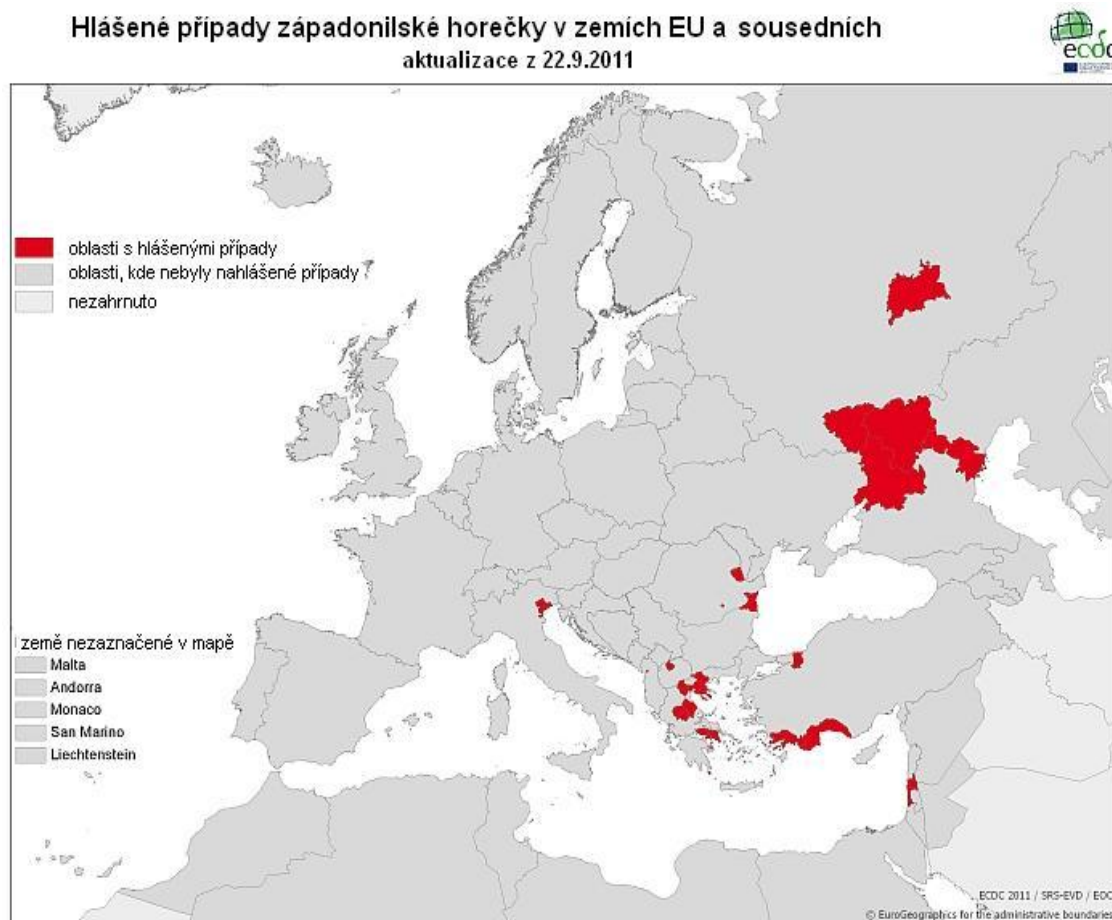 Hlášené případy západonilské horečky v zemích EU a sousedních
aktualizace z 22.9.2011
ecdc
oblasti s hlášenými případy
oblasti, kde nebyly nahlášené případy
nezahrnuto
země nezaznačené v mapě
Malta
Andorra
Monaco
San Marino
Liechtenstein
ECDC 2011 / SRS-EVD / EOC
© EuroGeographics for the administrative boundaries